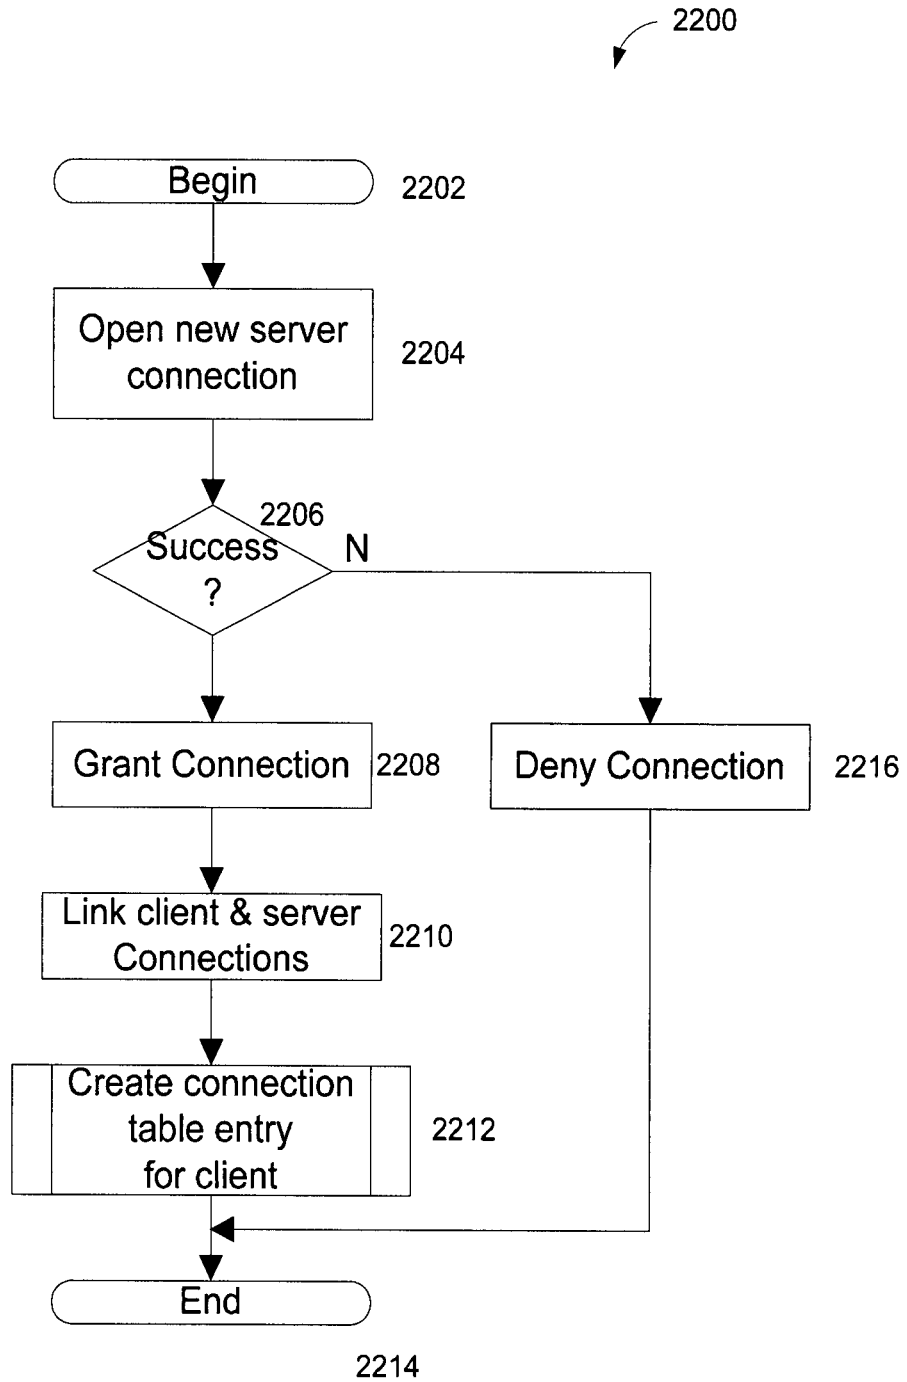 2200
Begin
2202
Open new server
connection
2204
2206
Success
?
N
Grant Connection
2208
Deny Connection
2216
Link client & server
Connections
2210
Create connection
table entry
for client
2212
End
2214